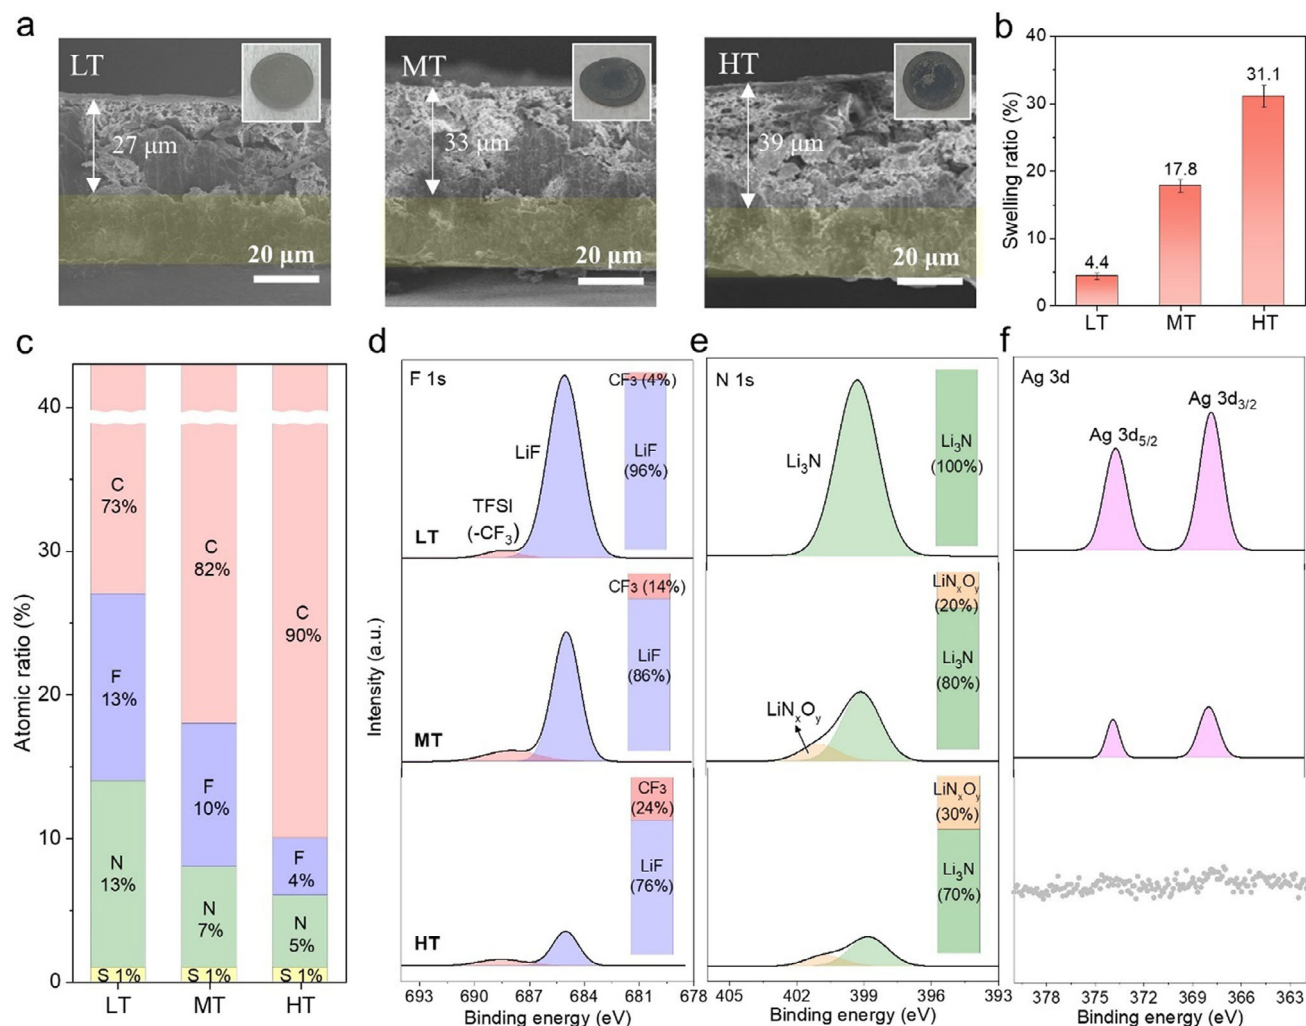 a
LT
27 μm
20 μm
MT
33 μm
20 μm
HT
39 μm
20 μm
b
Swelling ratio (%)
40
30
20
10
0
4.4
17.8
31.1
LT
MT
HT
c
Atomic ratio (%)
40
30
20
10
0
C
73%
F
13%
N
13%
S 1%
C
82%
F
10%
N
7%
S 1%
C
90%
F
4%
N
5%
S 1%
LT
MT
HT
d
F 1s
Intensity (a.u.)
CF₃ (4%)
LiF
(96%)
LiF
TFSI
(-CF₃)
LT
CF₃ (14%)
LiF
(86%)
MT
CF₃
(24%)
LiF
(76%)
HT
693
690
687
684
681
678
Binding energy (eV)
e
N 1s
Li₃N
Li₃N
(100%)
LiNₓOᵧ
(20%)
Li₃N
(80%)
LiNₓOᵧ
LiNₓOᵧ
(30%)
Li₃N
(70%)
405
402
399
396
393
Binding energy (eV)
f
Ag 3d
Ag 3d₅/₂
Ag 3d₃/₂
378
375
372
369
366
363
Binding energy (eV)